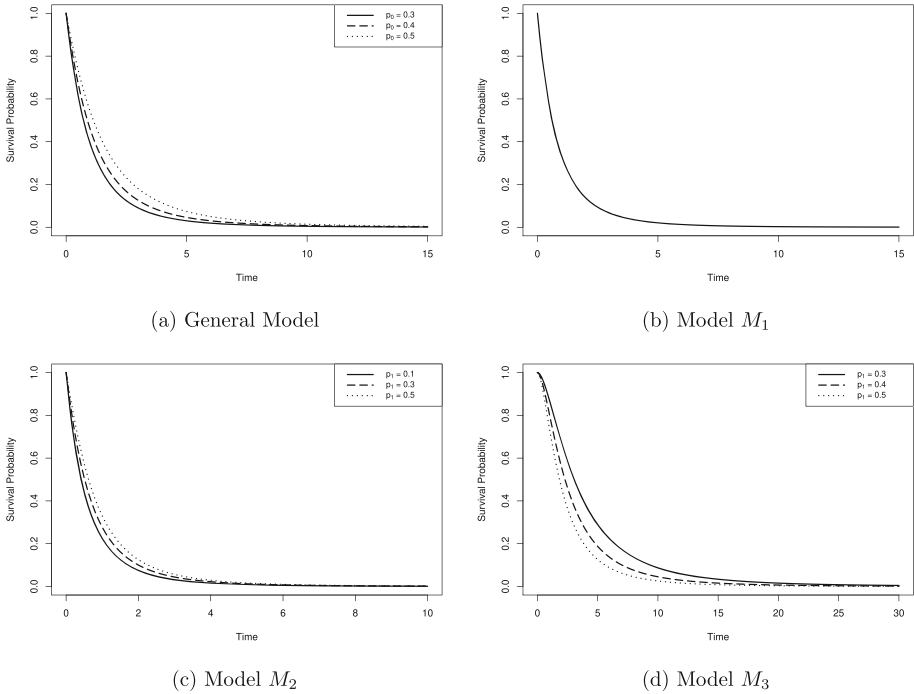 p₀ = 0.3
p₀ = 0.4
p₀ = 0.5
Survival Probability
0.0 0.2 0.4 0.6 0.8 1.0
0 5 10 15
Time
(a) General Model
Survival Probability
0.0 0.2 0.4 0.6 0.8 1.0
0 5 10 15
Time
(b) Model M₁
p₁ = 0.1
p₁ = 0.3
p₁ = 0.5
Survival Probability
0.0 0.2 0.4 0.6 0.8 1.0
0 2 4 6 8 10
Time
(c) Model M₂
p₁ = 0.3
p₁ = 0.4
p₁ = 0.5
Survival Probability
0.0 0.2 0.4 0.6 0.8 1.0
0 5 10 15 20 25 30
Time
(d) Model M₃